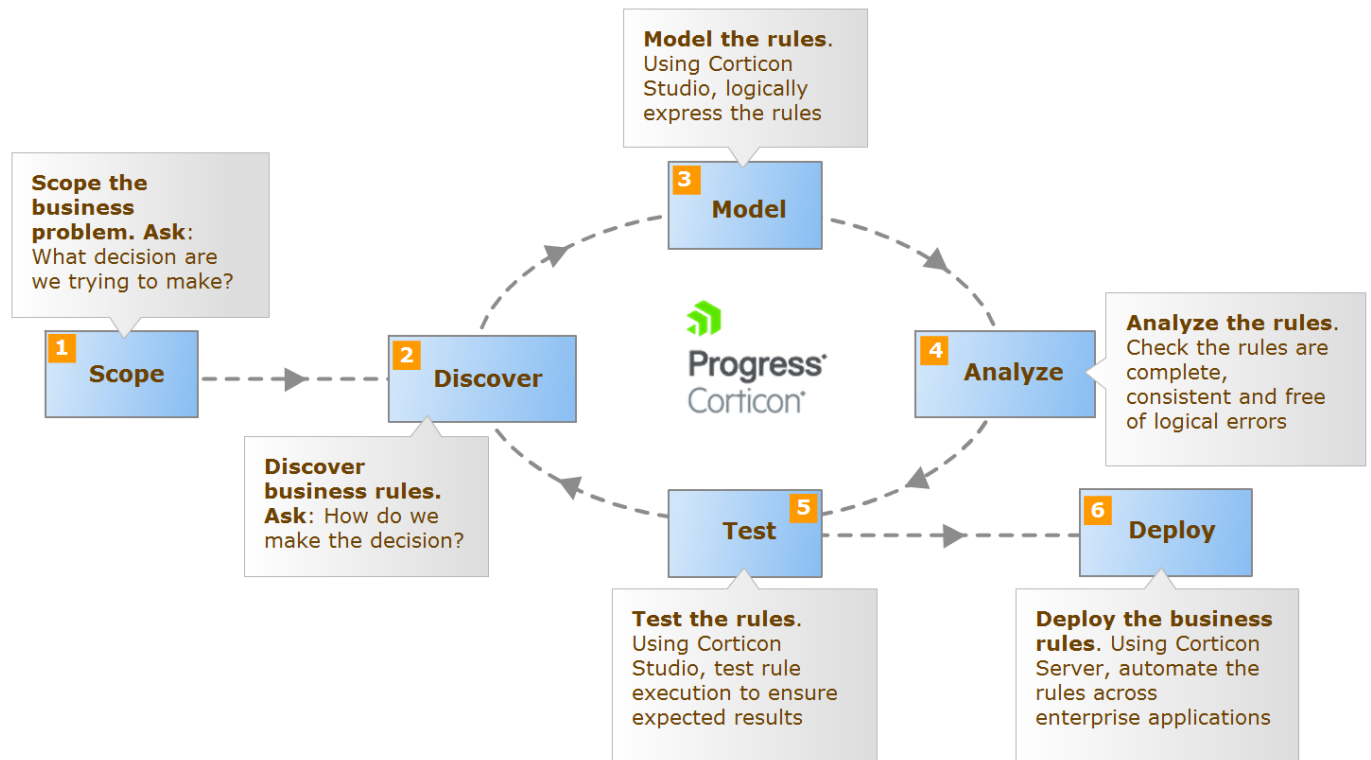 Model the rules.
Using Corticon
Studio, logically
express the rules
3
Model
Scope the
business
problem. Ask:
What decision are
we trying to make?
1
Scope
2
Discover
Discover
business rules.
Ask: How do we
make the decision?
Progress
Corticon
4
Analyze
Analyze the rules.
Check the rules are
complete,
consistent and free
of logical errors
5
Test
Test the rules.
Using Corticon
Studio, test rule
execution to ensure
expected results
6
Deploy
Deploy the business
rules. Using Corticon
Server, automate the
rules across
enterprise applications